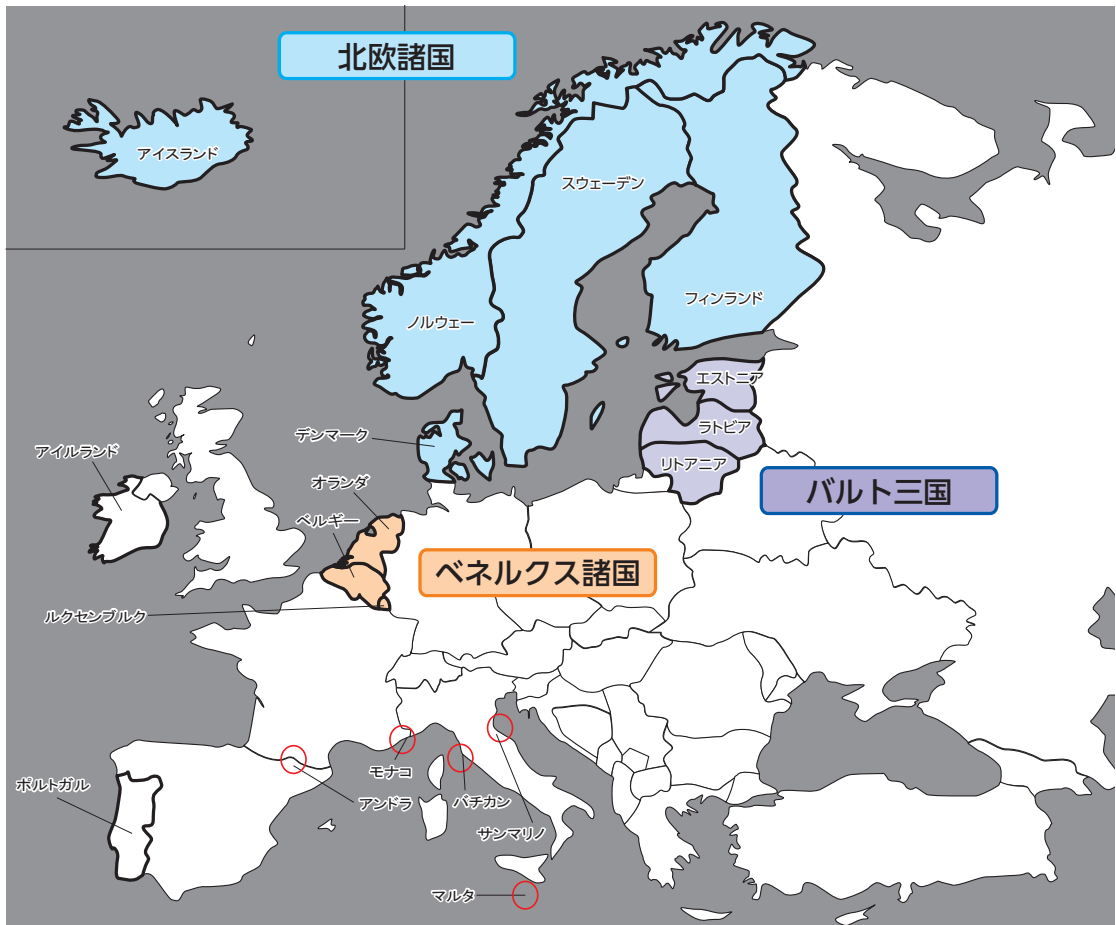 北欧諸国
アイスランド
スウェーデン
フィンランド
ノルウェー
エストニア
ラトビア
リトアニア
デンマーク
アイルランド
オランダ
バルト三国
ベルギー
ベネルクス諸国
ルクセンブルク
モナコ
ポルトガル
アンドラ
バチカン
サンマリノ
マルタ